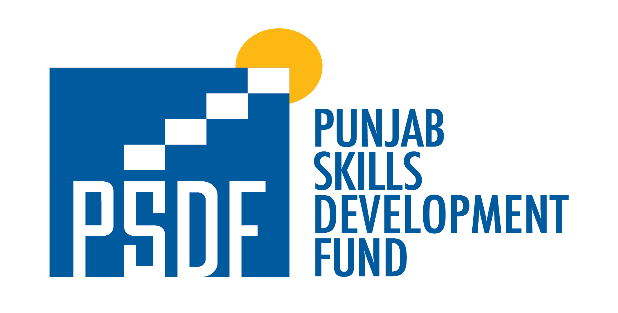 PSDF
PUNJAB
SKILLS
DEVELOPMENT
FUND